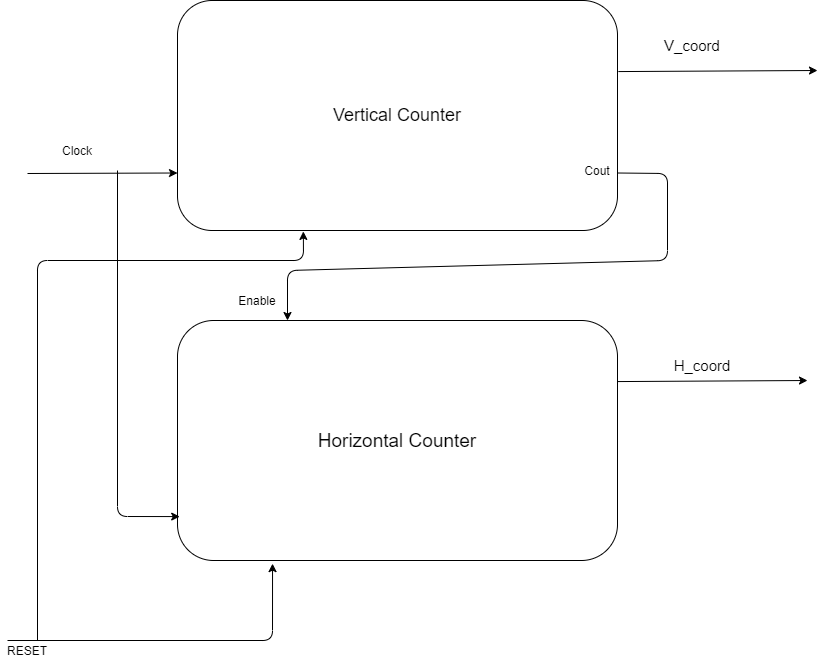 V_coord
Vertical Counter
Clock
Cout
Enable
H_coord
Horizontal Counter
RESET